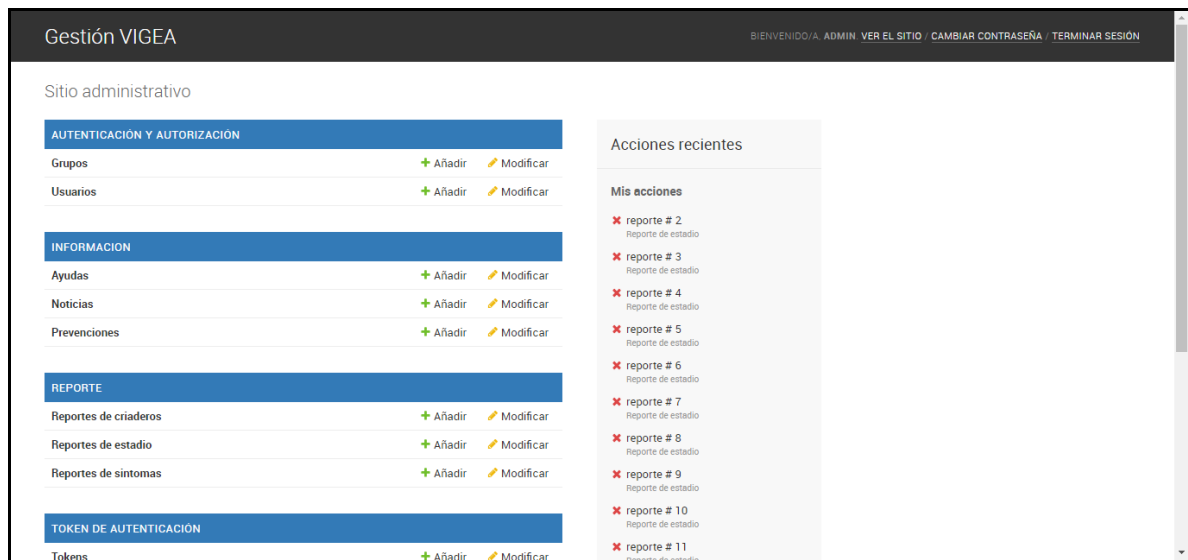 Gestión VIGEA
BIENVENIDO/A, ADMIN. VER EL SITIO / CAMBIAR CONTRASEÑA / TERMINAR SESIÓN
Sitio administrativo
AUTENTICACIÓN Y AUTORIZACIÓN
Grupos Añadir Modificar
Usuarios Añadir Modificar
INFORMACION
Ayudas Añadir Modificar
Noticias Añadir Modificar
Prevenciones Añadir Modificar
REPORTE
Reportes de criaderos Añadir Modificar
Reportes de estadio Añadir Modificar
Reportes de sintomas Añadir Modificar
TOKEN DE AUTENTICACIÓN
Tokens Añadir Modificar
Acciones recientes
Mis acciones
reporte # 2
Reporte de estadio
reporte # 3
Reporte de estadio
reporte # 4
Reporte de estadio
reporte # 5
Reporte de estadio
reporte # 6
Reporte de estadio
reporte # 7
Reporte de estadio
reporte # 8
Reporte de estadio
reporte # 9
Reporte de estadio
reporte # 10
Reporte de estadio
reporte # 11
Reporte de estadio